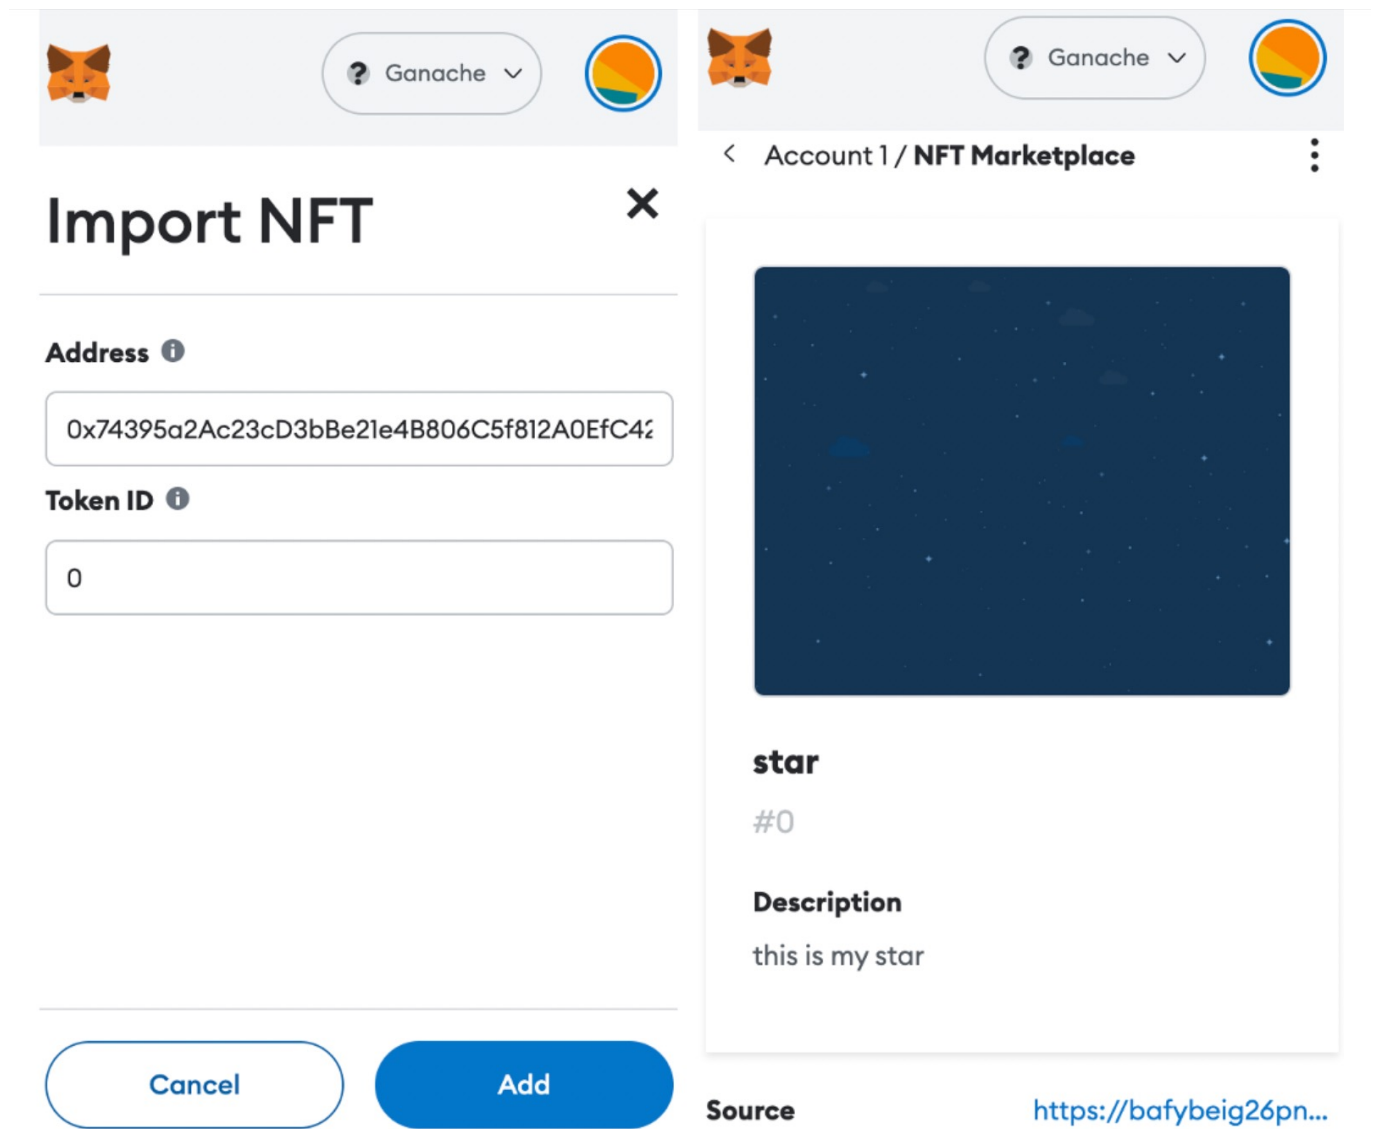 Ganache
Import NFT
Address
0x74395a2Ac23cD3bBe21e4B806C5f812A0EfC42
Token ID
0
Cancel
Add
Ganache
Account 1 / NFT Marketplace
star
#0
Description
this is my star
Source
https://bafybeig26pn...